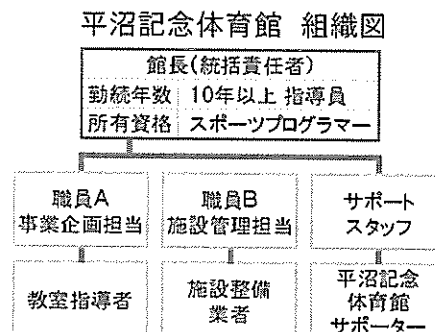 平沼記念体育館 組織図
館長(統括責任者)
勤続年数 10年以上 指導員
所有資格 スポーツプログラマー
職員A
事業企画担当
職員B
施設管理担当
サポート
スタッフ
教室指導者
施設整備
業者
平沼記念
体育館
サポーター